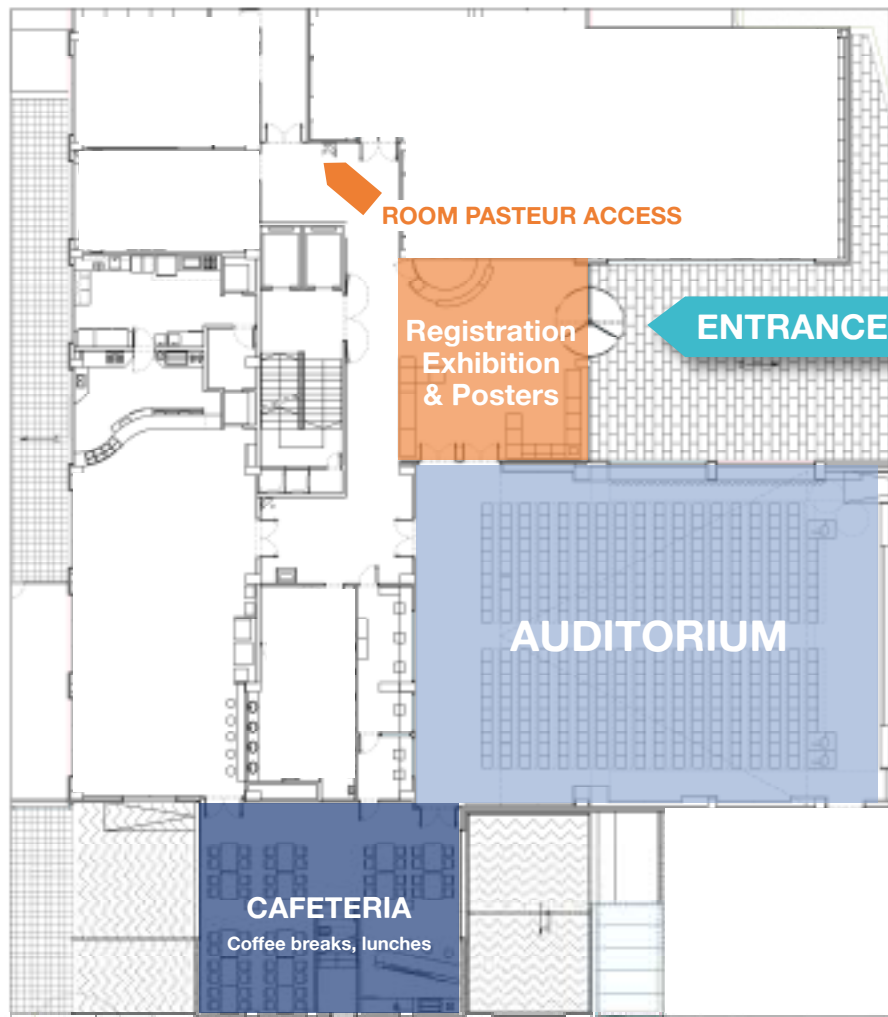 ROOM PASTEUR ACCESS
Registration
Exhibition
& Posters
ENTRANCE
AUDITORIUM
CAFETERIA
Coffee breaks, lunches